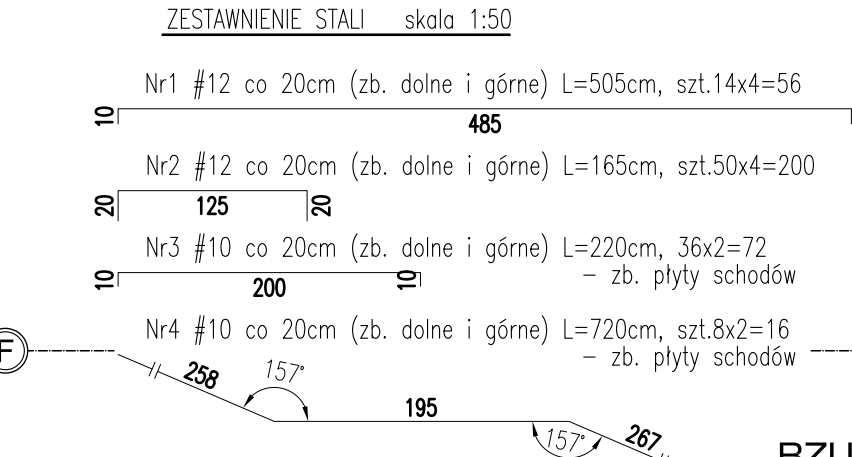 ZESTAWNIENIE STALI skala 1:50
Nr1 #12 co 20cm (zb. dolne i górne) L=505cm, szt.14x4=56
10
485
Nr2 #12 co 20cm (zb. dolne i górne) L=165cm, szt.50x4=200
20 125 20
Nr3 #10 co 20cm (zb. dolne i górne) L=220cm, 36x2=72
- zb. płyty schodów
10 200 10
Nr4 #10 co 20cm (zb. dolne i górne) L=720cm, szt.8x2=16
- zb. płyty schodów
F
258 157° 195 157° 267